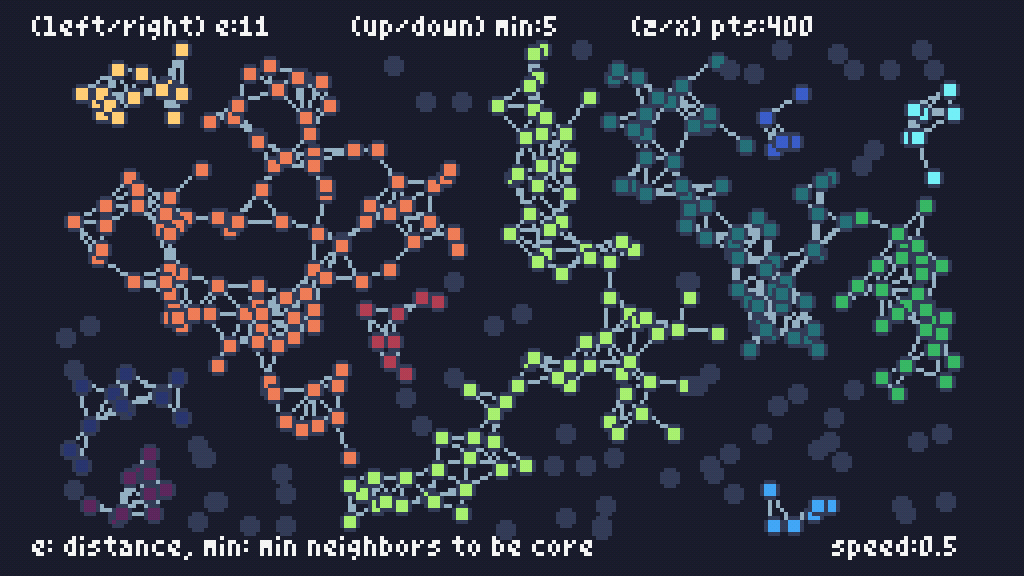 (left/right) e:11 (up/down) min:5 (z/x) pts:400
e: distance, min: min neighbors to be core speed:0.5